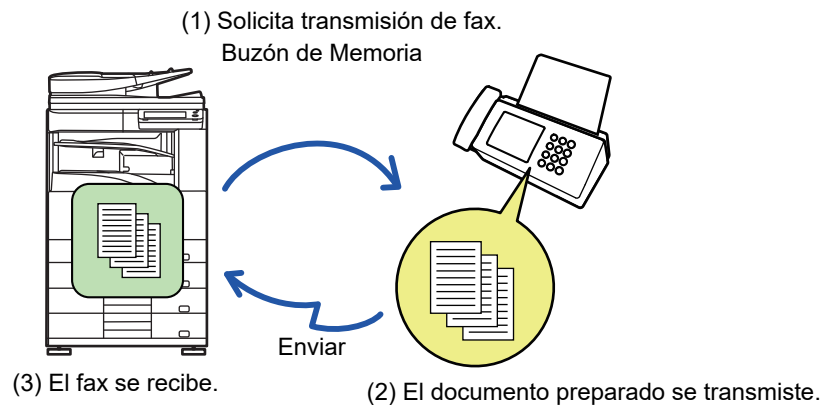 (1) Solicita transmisión de fax.
Buzón de Memoria
Enviar
(3) El fax se recibe.
(2) El documento preparado se transmiste.